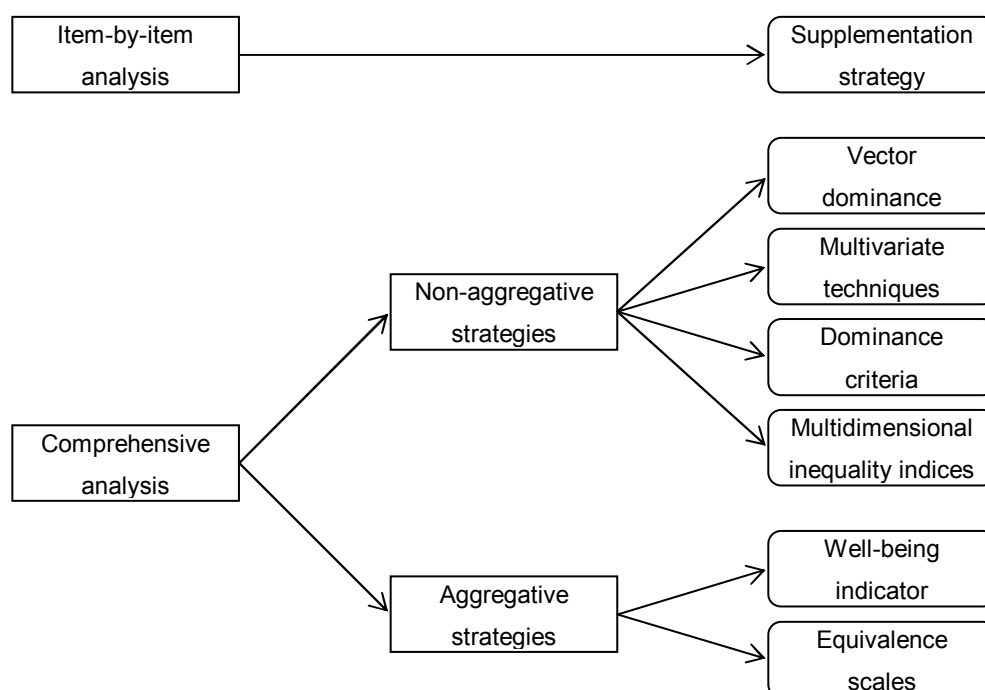 Item-by-item
analysis
Supplementation
strategy
Vector
dominance
Multivariate
techniques
Non-aggregative
strategies
Dominance
criteria
Multidimensional
inequality indices
Comprehensive
analysis
Well-being
indicator
Aggregative
strategies
Equivalence
scales